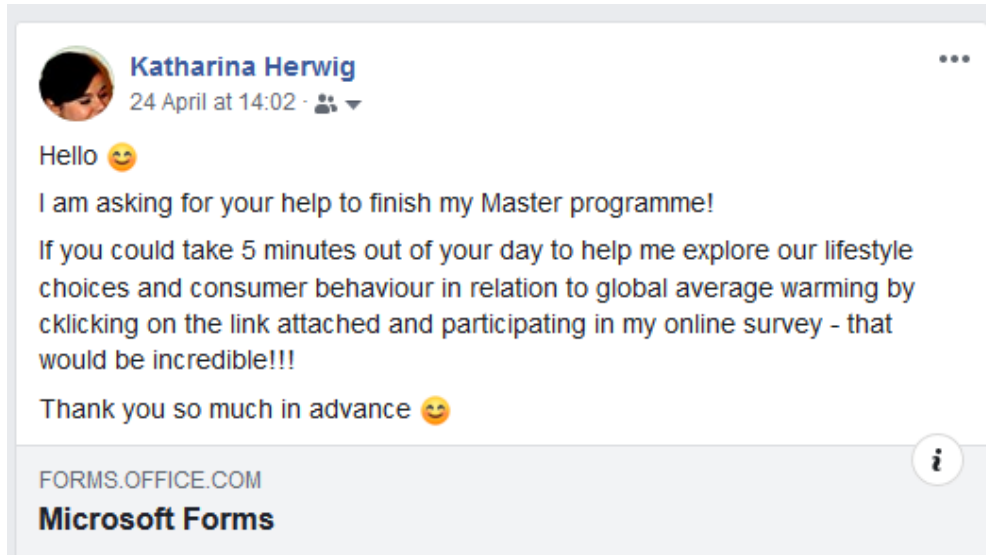 Katharina Herwig
24 April at 14:02 ·
Hello 😊
I am asking for your help to finish my Master programme!
If you could take 5 minutes out of your day to help me explore our lifestyle
choices and consumer behaviour in relation to global average warming by
cklicking on the link attached and participating in my online survey - that
would be incredible!!!
Thank you so much in advance 😊
i
FORMS.OFFICE.COM
Microsoft Forms